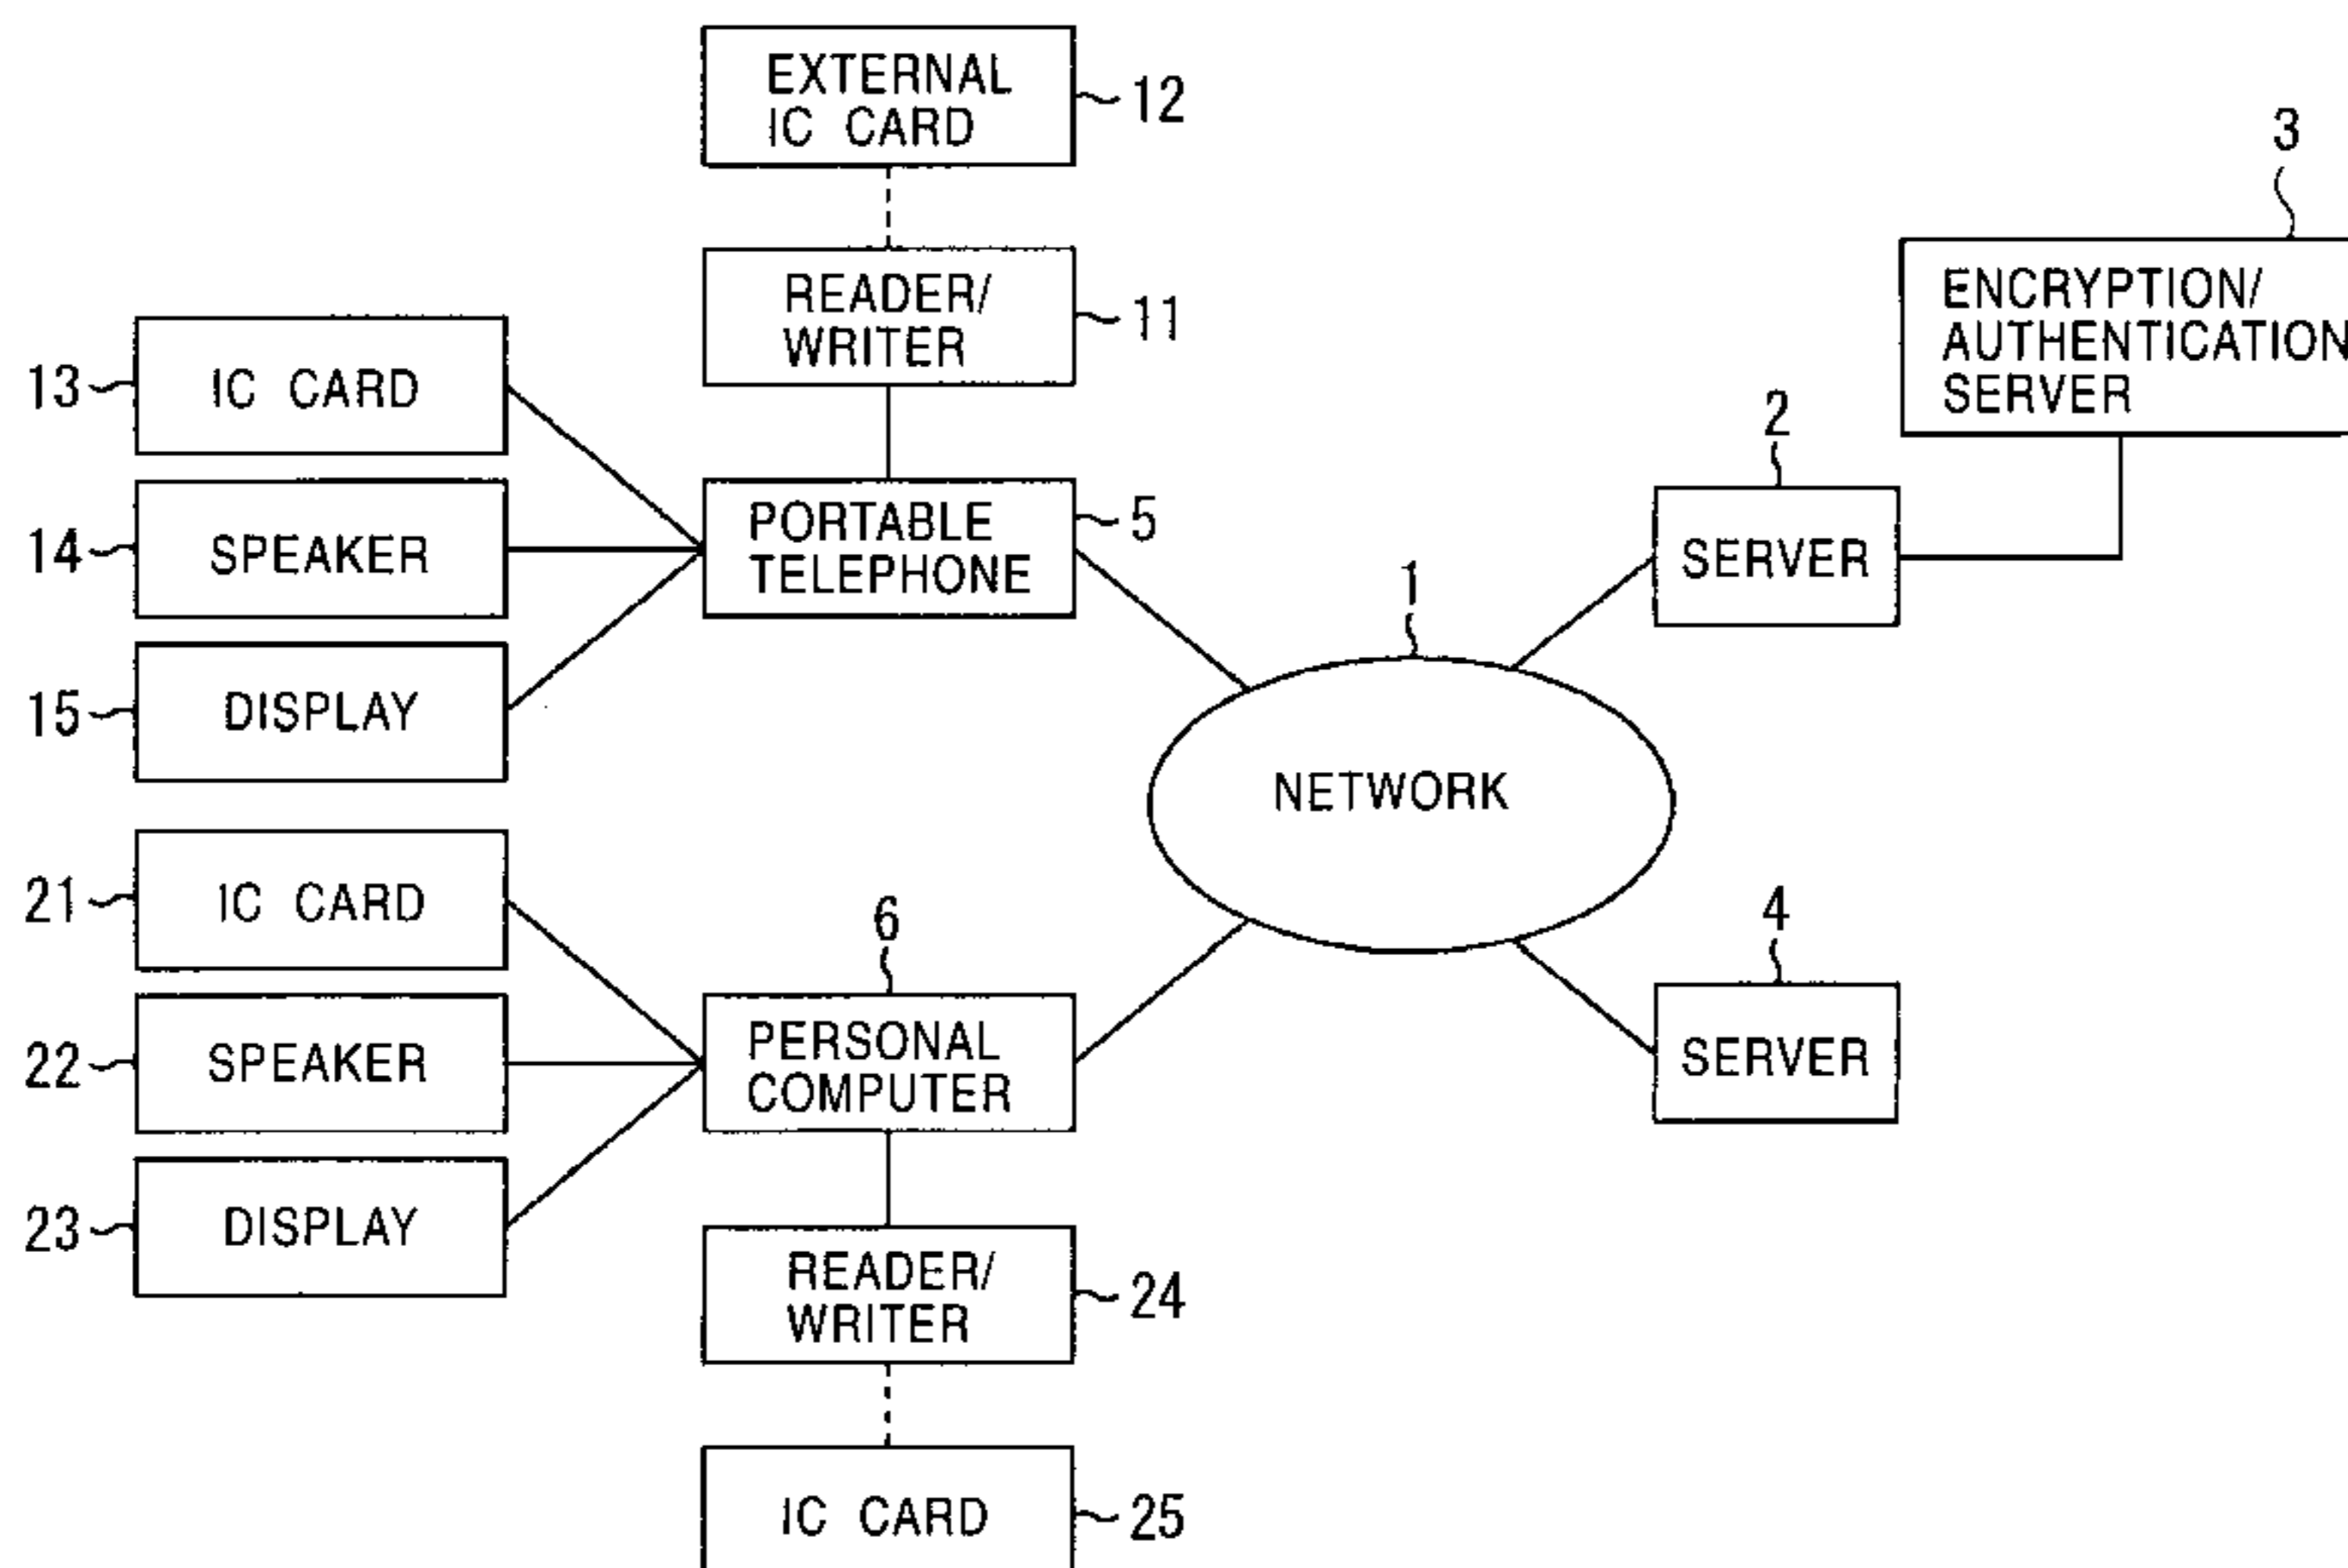 EXTERNAL
IC CARD
12
3
READER/
WRITER
11
ENCRYPTION/
AUTHENTICATION
SERVER
13
IC CARD
2
14
SPEAKER
PORTABLE
TELEPHONE
5
SERVER
1
15
DISPLAY
NETWORK
21
IC CARD
6
4
22
SPEAKER
PERSONAL
COMPUTER
SERVER
23
DISPLAY
READER/
WRITER
24
IC CARD
25